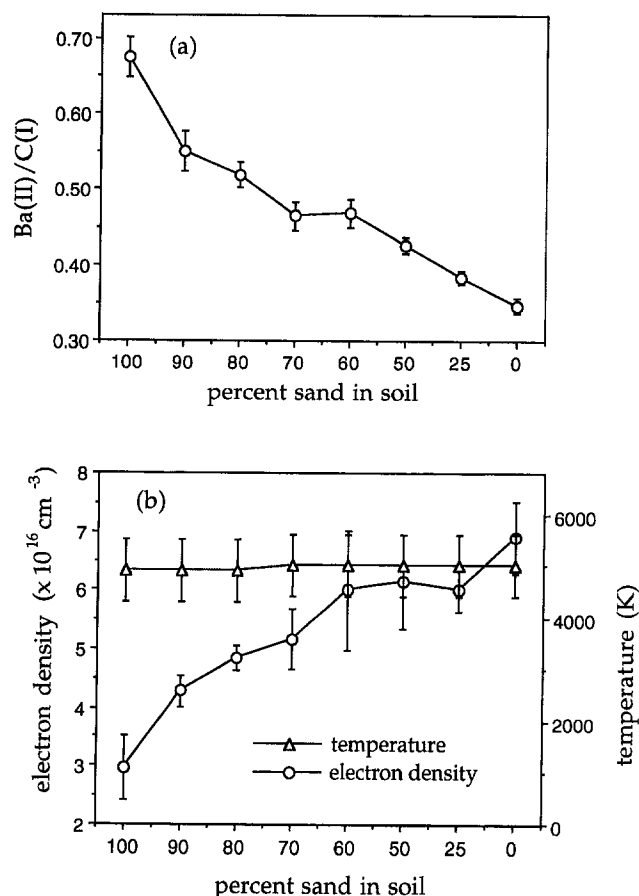 (a)
Ba(II)/C(I)
0.70
0.60
0.50
0.40
0.30
100 90 80 70 60 50 25 0
percent sand in soil
(b)
electron density (x 10^16 cm^-3)
8
7
6
5
4
3
2
temperature (K)
6000
4000
2000
0
temperature
electron density
100 90 80 70 60 50 25 0
percent sand in soil